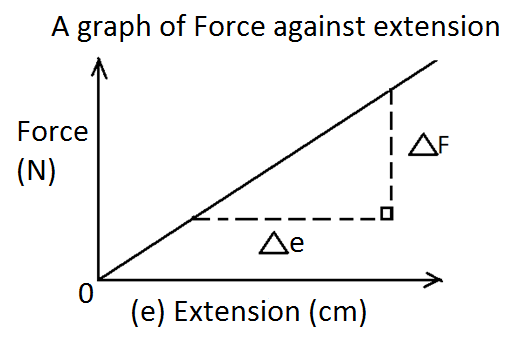 A graph of Force against extension
Force
(N)
△F
△e
0
(e) Extension (cm)